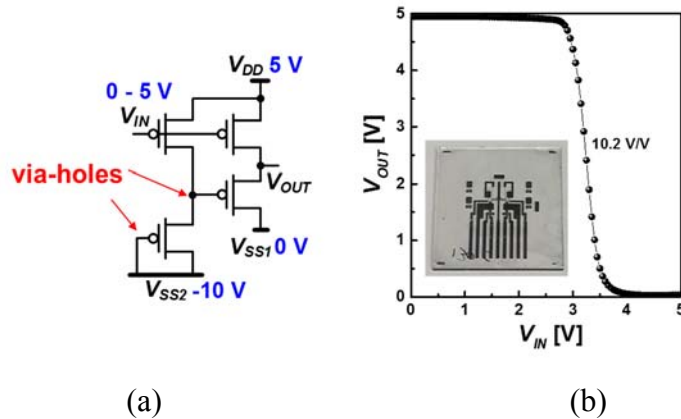 V_DD 5 V
0 - 5 V
V_IN
via-holes
V_OUT
V_SS1 0 V
V_SS2 -10 V
(a)
5
4
3
2
1
0
V_OUT [V]
10.2 V/V
0 1 2 3 4 5
V_IN [V]
(b)